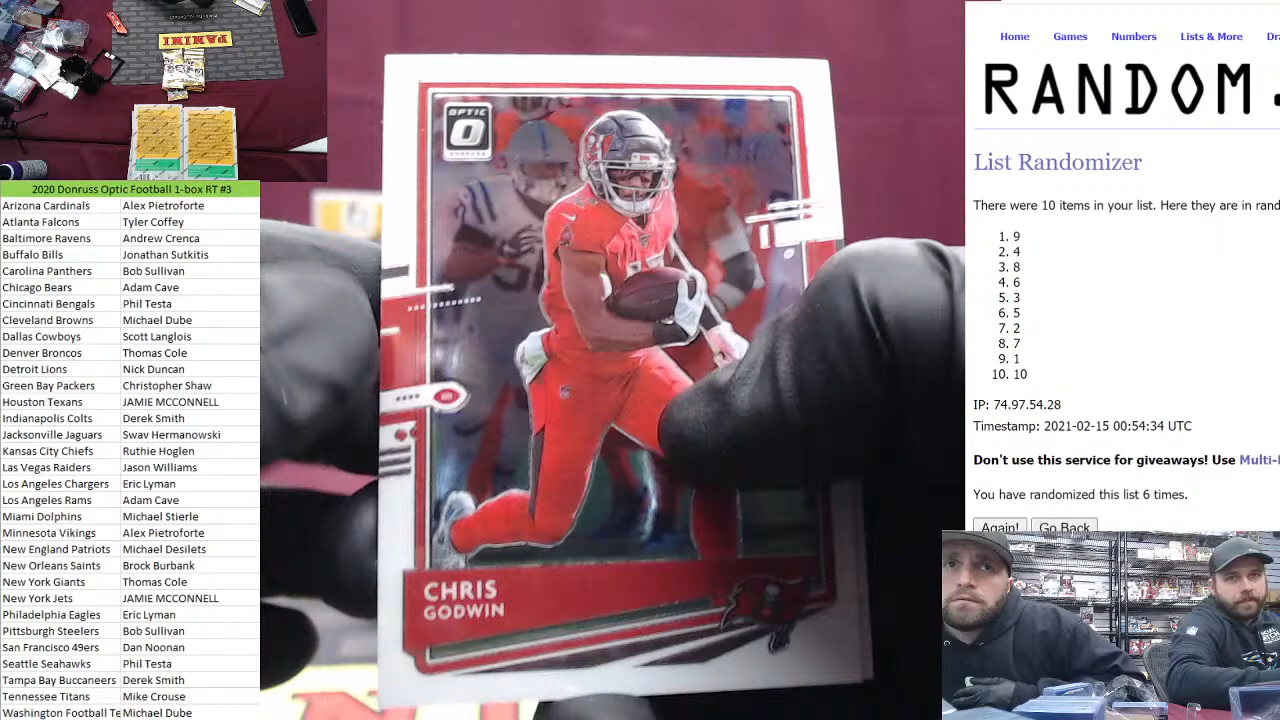 PANINI
2020 Donruss Optic Football 1-box RT #3
Arizona Cardinals Alex Pietroforte
Atlanta Falcons Tyler Coffey
Baltimore Ravens Andrew Crenca
Buffalo Bills Jonathan Sutkitis
Carolina Panthers Bob Sullivan
Chicago Bears Adam Cave
Cincinnati Bengals Phil Testa
Cleveland Browns Michael Dube
Dallas Cowboys Scott Langlois
Denver Broncos Thomas Cole
Detroit Lions Nick Duncan
Green Bay Packers Christopher Shaw
Houston Texans JAMIE MCCONNELL
Indianapolis Colts Derek Smith
Jacksonville Jaguars Swav Hermanowski
Kansas City Chiefs Ruthie Hoglen
Las Vegas Raiders Jason Williams
Los Angeles Chargers Eric Lyman
Los Angeles Rams Adam Cave
Miami Dolphins Michael Stierle
Minnesota Vikings Alex Pietroforte
New England Patriots Michael Desilets
New Orleans Saints Brock Burbank
New York Giants Thomas Cole
New York Jets JAMIE MCCONNELL
Philadelphia Eagles Eric Lyman
Pittsburgh Steelers Bob Sullivan
San Francisco 49ers Dan Noonan
Seattle Seahawks Phil Testa
Tampa Bay Buccaneers Derek Smith
Tennessee Titans Mike Crouse
Washington Football Te Michael Dube
OPTIC
CHRIS
GODWIN
Home Games Numbers Lists & More Dra
RANDOM.
List Randomizer
There were 10 items in your list. Here they are in rand
1. 9
2. 4
3. 8
4. 6
5. 3
6. 5
7. 2
8. 7
9. 1
10. 10
IP: 74.97.54.28
Timestamp: 2021-02-15 00:54:34 UTC
Don't use this service for giveaways! Use Multi-
You have randomized this list 6 times.
Again! Go Back